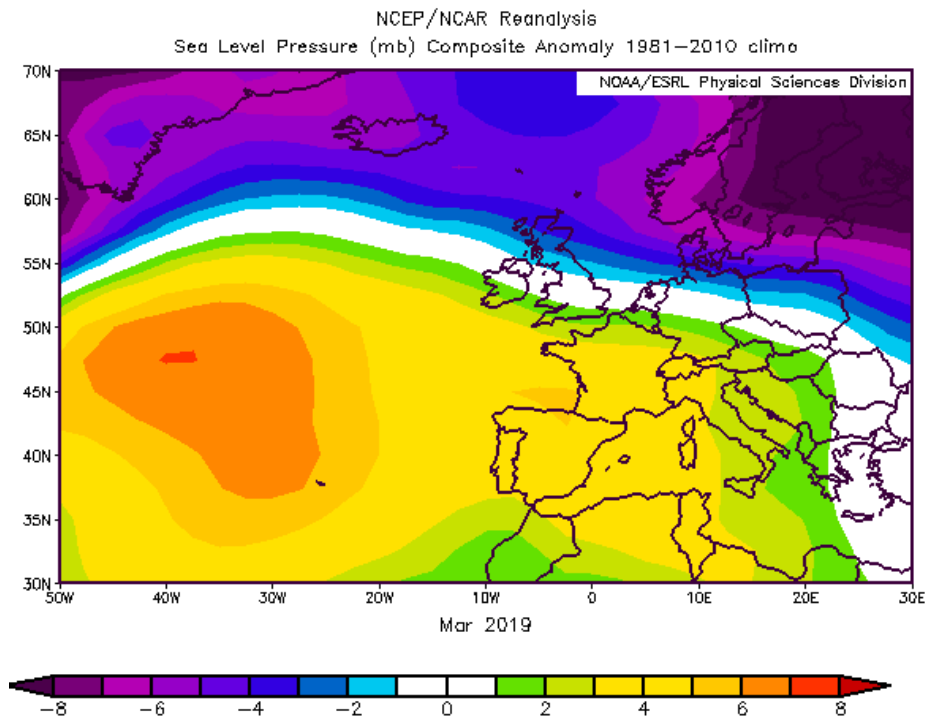 NCEP/NCAR Reanalysis
Sea Level Pressure (mb) Composite Anomaly 1981−2010 climo
NOAA/ESRL Physical Sciences Division
70N
65N
60N
55N
50N
45N
40N
35N
30N
50W 40W 30W 20W 10W 0 10E 20E 30E
Mar 2019
−8 −6 −4 −2 0 2 4 6 8